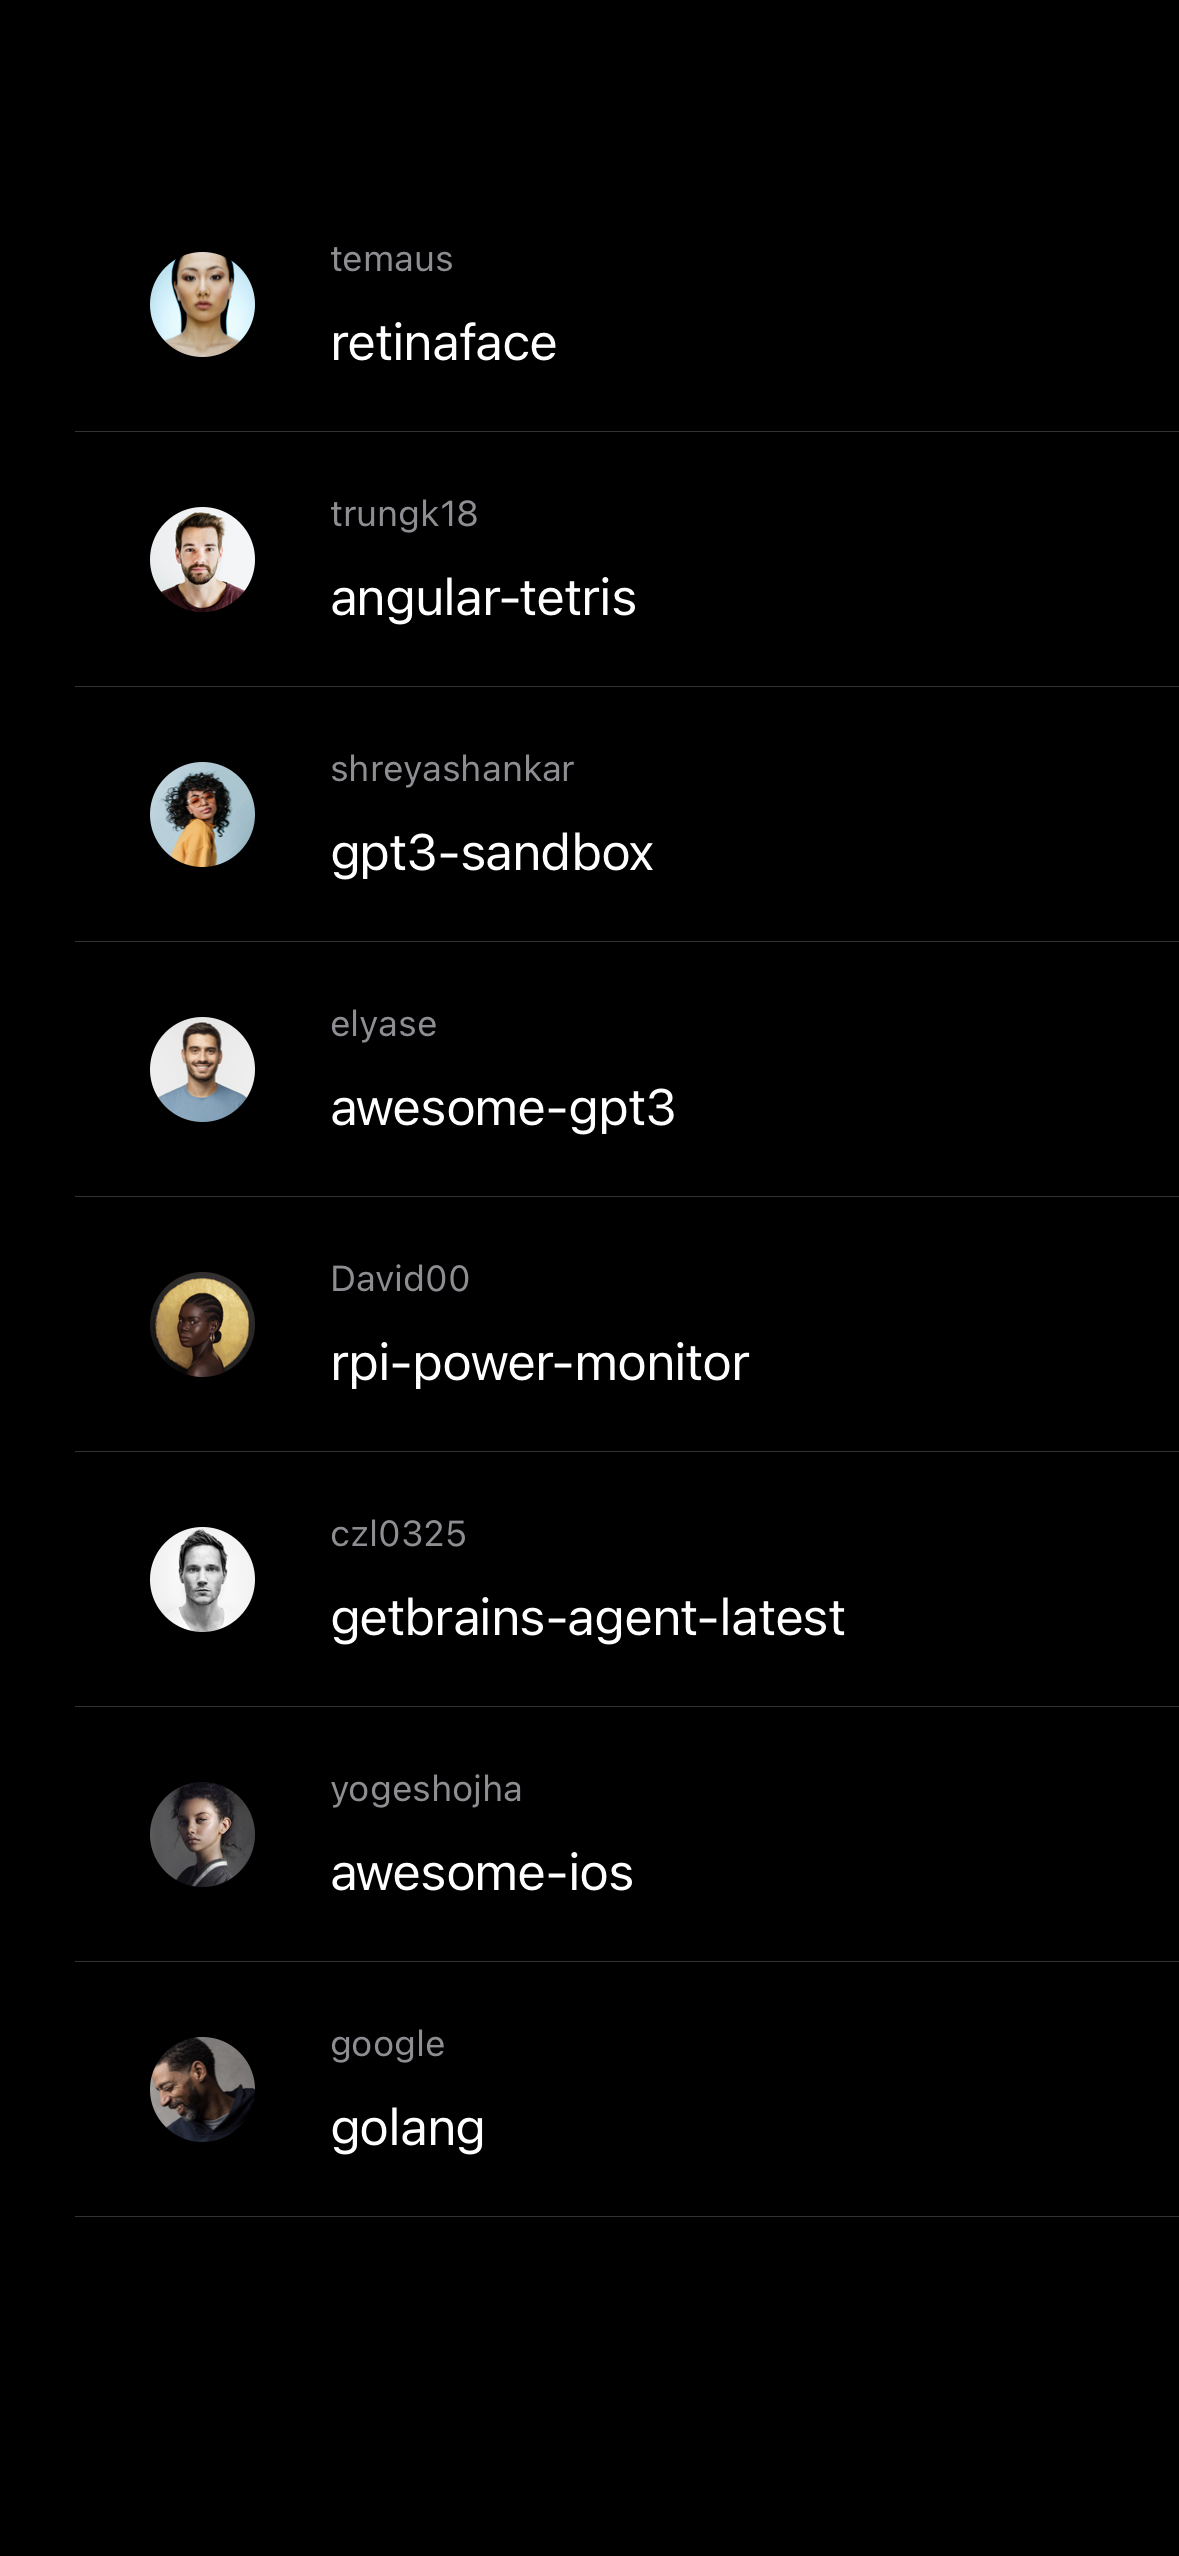 temaus
retinaface
trungk18
angular-tetris
shreyashankar
gpt3-sandbox
elyase
awesome-gpt3
David00
rpi-power-monitor
czl0325
getbrains-agent-latest
yogeshojha
awesome-ios
google
golang